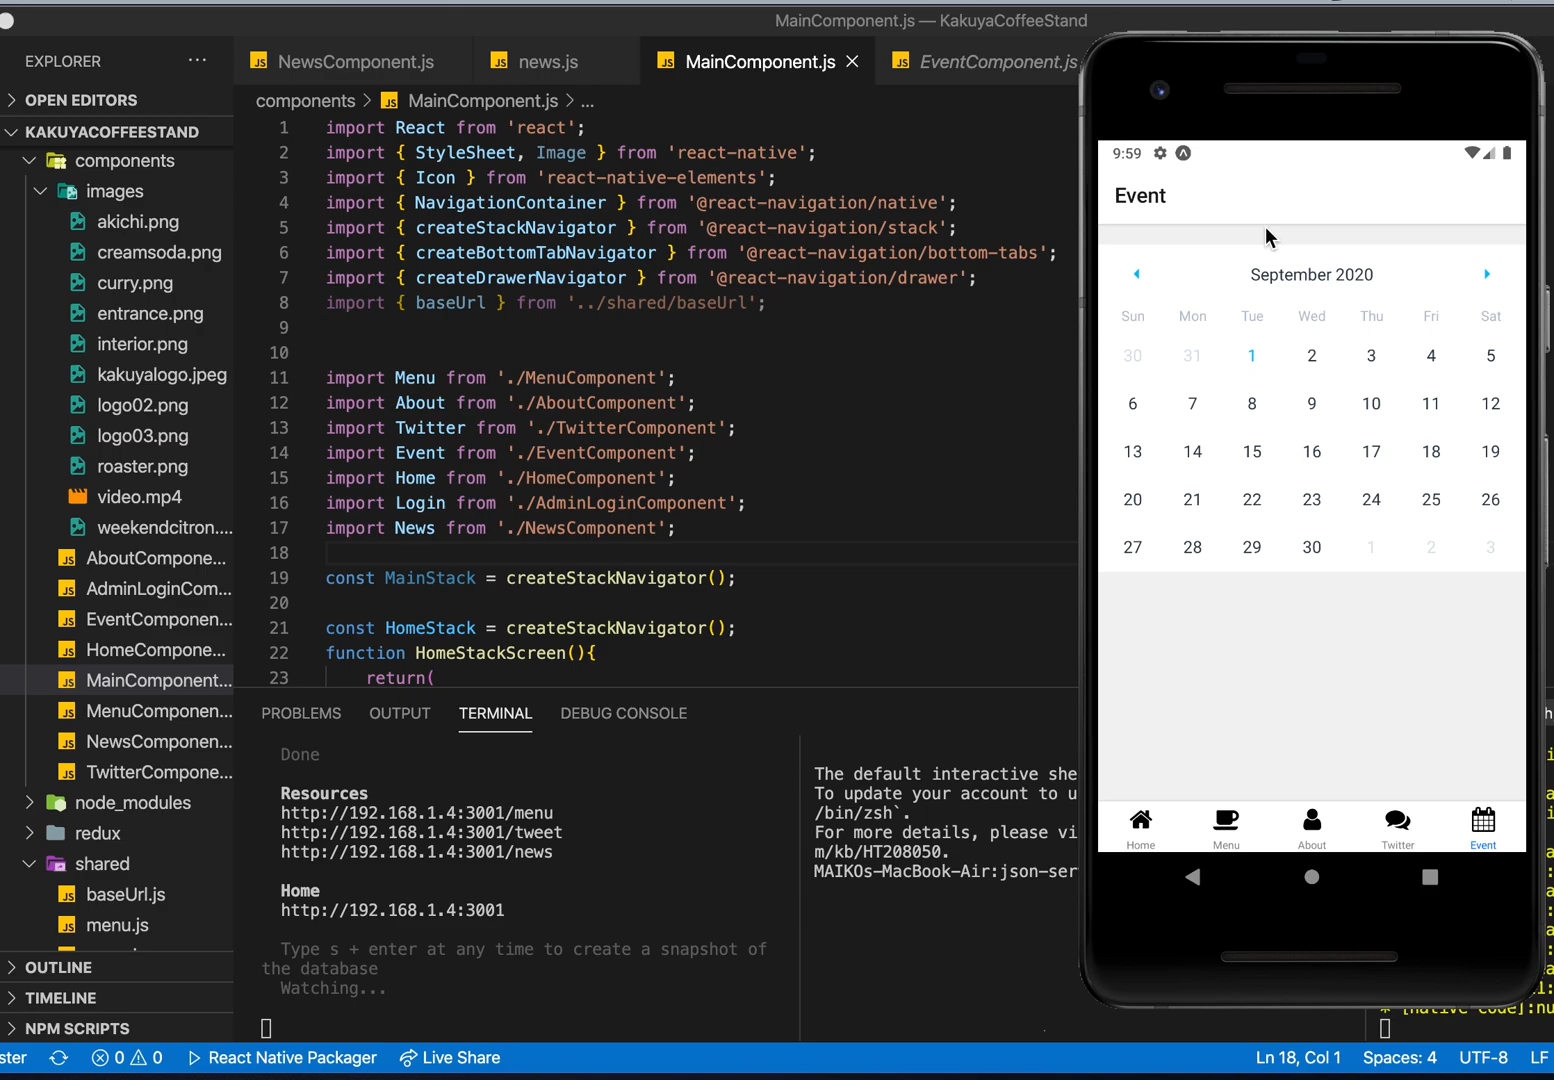 MainComponent.js — KakuyaCoffeeStand
EXPLORER
NewsComponent.js
news.js
MainComponent.js
EventComponent.js
OPEN EDITORS
KAKUYACOFFEESTAND
components
images
akichi.png
creamsoda.png
curry.png
entrance.png
interior.png
kakuyalogo.jpeg
logo02.png
logo03.png
roaster.png
video.mp4
weekendcitron....
AboutCompone...
AdminLoginCom...
EventComponen...
HomeCompone...
MainComponent...
MenuComponen...
NewsComponen...
TwitterCompone...
node_modules
redux
shared
baseUrl.js
menu.js
OUTLINE
TIMELINE
NPM SCRIPTS
components > MainComponent.js > ...
1 import React from 'react';
2 import { StyleSheet, Image } from 'react-native';
3 import { Icon } from 'react-native-elements';
4 import { NavigationContainer } from '@react-navigation/native';
5 import { createStackNavigator } from '@react-navigation/stack';
6 import { createBottomTabNavigator } from '@react-navigation/bottom-tabs';
7 import { createDrawerNavigator } from '@react-navigation/drawer';
8 import { baseUrl } from '../shared/baseUrl';
9
10
11 import Menu from './MenuComponent';
12 import About from './AboutComponent';
13 import Twitter from './TwitterComponent';
14 import Event from './EventComponent';
15 import Home from './HomeComponent';
16 import Login from './AdminLoginComponent';
17 import News from './NewsComponent';
18
19 const MainStack = createStackNavigator();
20
21 const HomeStack = createStackNavigator();
22 function HomeStackScreen(){
23 return(
PROBLEMS OUTPUT TERMINAL DEBUG CONSOLE
Done
Resources
http://192.168.1.4:3001/menu
http://192.168.1.4:3001/tweet
http://192.168.1.4:3001/news
Home
http://192.168.1.4:3001
Type s + enter at any time to create a snapshot of
the database
Watching...
The default interactive she
To update your account to u
/bin/zsh`.
For more details, please vi
m/kb/HT208050.
MAIKOs-MacBook-Air:json-ser
9:59
Event
September 2020
Sun Mon Tue Wed Thu Fri Sat
30 31 1 2 3 4 5
6 7 8 9 10 11 12
13 14 15 16 17 18 19
20 21 22 23 24 25 26
27 28 29 30 1 2 3
Home Menu About Twitter Event
ster 0 0 React Native Packager Live Share Ln 18, Col 1 Spaces: 4 UTF-8 LF